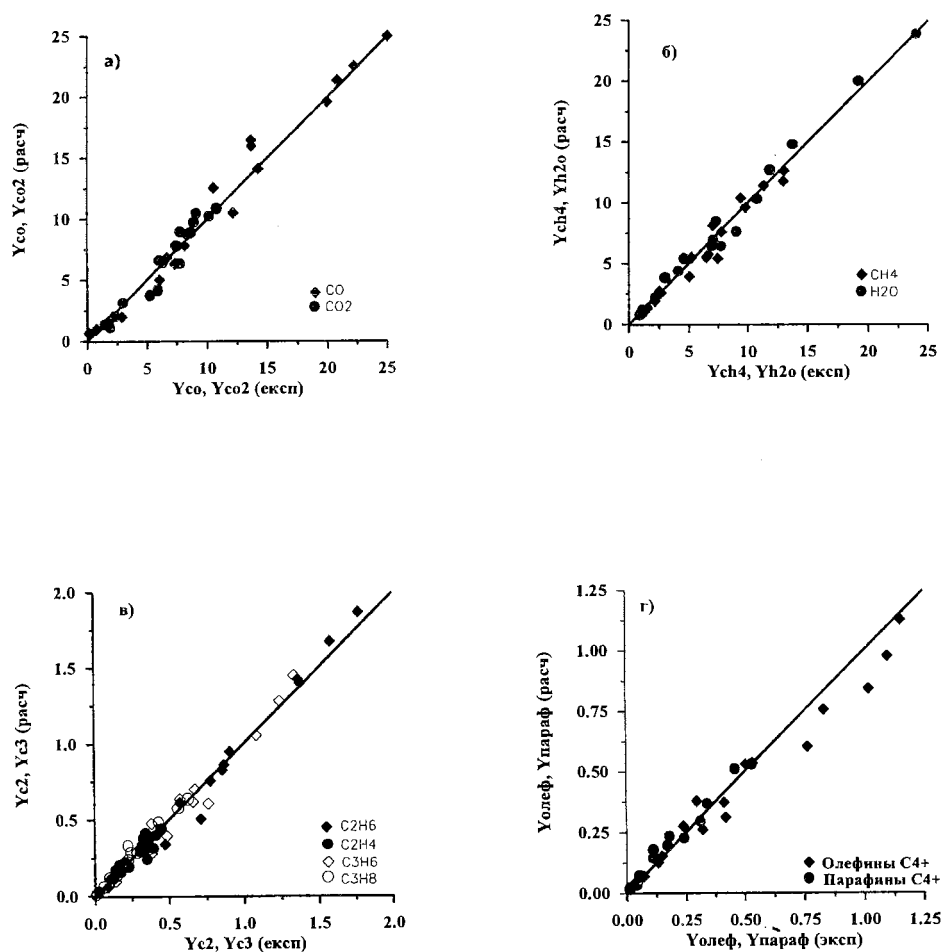 а)
Yco, Yco2 (расч)
25
20
15
10
5
0
0 5 10 15 20 25
CO
CO2
Yco, Yco2 (експ)
б)
Ych4, Yh2o (расч)
25
20
15
10
5
0
0 5 10 15 20 25
CH4
H2O
Ych4, Yh2o (експ)
в)
Yc2, Yc3 (расч)
2.0
1.5
1.0
0.5
0.0
0.0 0.5 1.0 1.5 2.0
C2H6
C2H4
C3H6
C3H8
Yc2, Yc3 (експ)
г)
Yолеф, Yпараф (расч)
1.25
1.00
0.75
0.50
0.25
0.00
0.00 0.25 0.50 0.75 1.00 1.25
Олефины C4+
Парафины C4+
Yолеф, Yпараф (эксп)